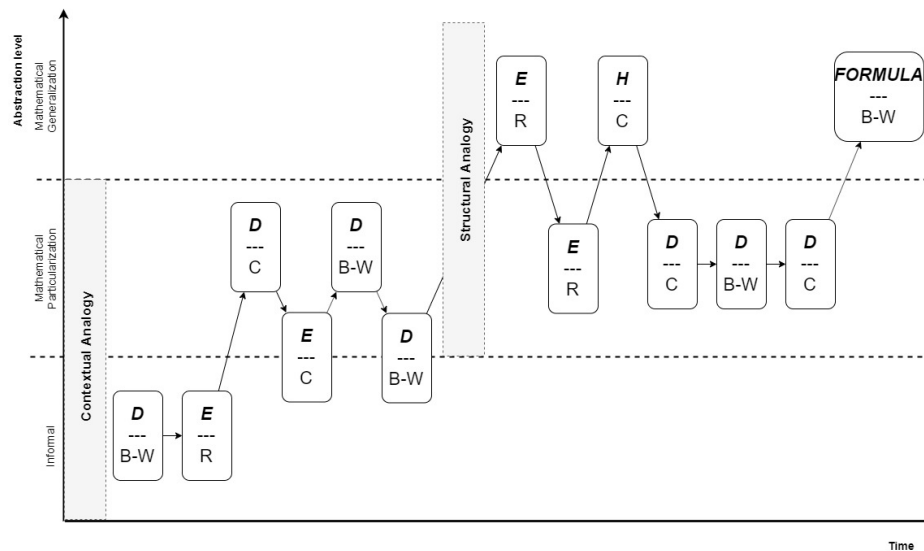 Abstraction level
Mathematical
Generalization
Mathematical
Particularization
Informal
Contextual Analogy
D
---
B-W
E
---
R
D
---
C
E
---
C
D
---
B-W
D
---
B-W
Structural Analogy
E
---
R
E
---
R
H
---
C
D
---
C
D
---
B-W
D
---
C
FORMULA
---
B-W
Time